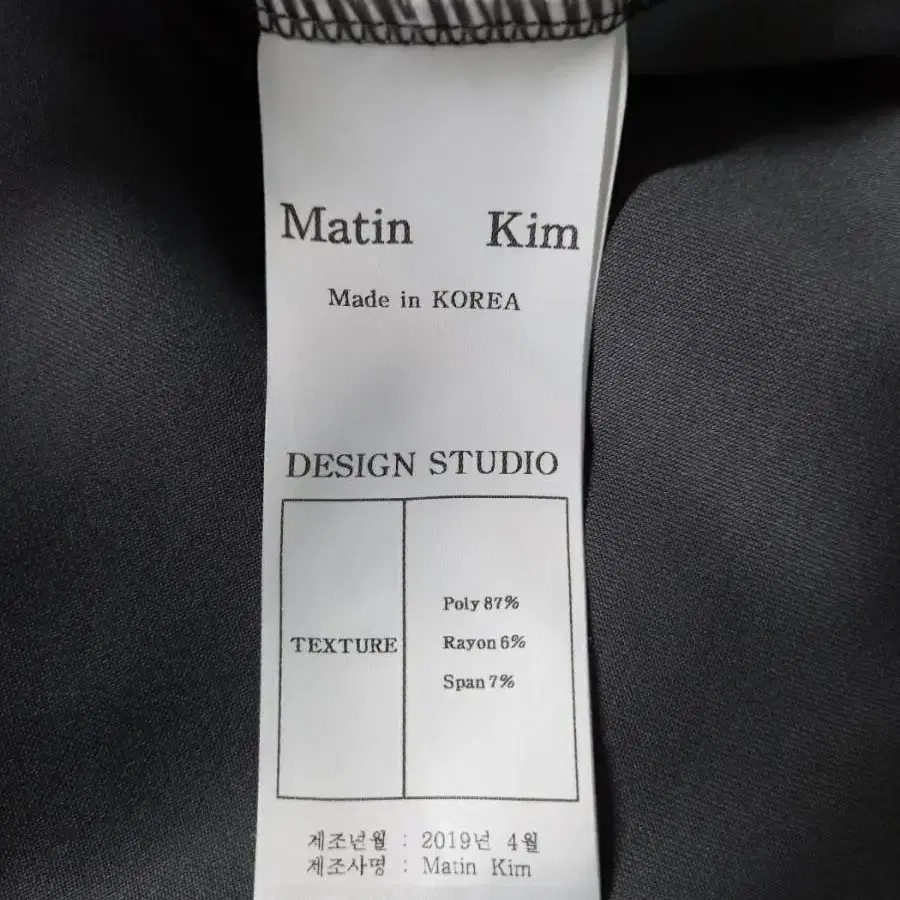 Matin Kim
Made in KOREA
DESIGN STUDIO
TEXTURE
Poly 87%
Rayon 6%
Span 7%
제조년월 : 2019년 4월
제조사명 : Matin Kim